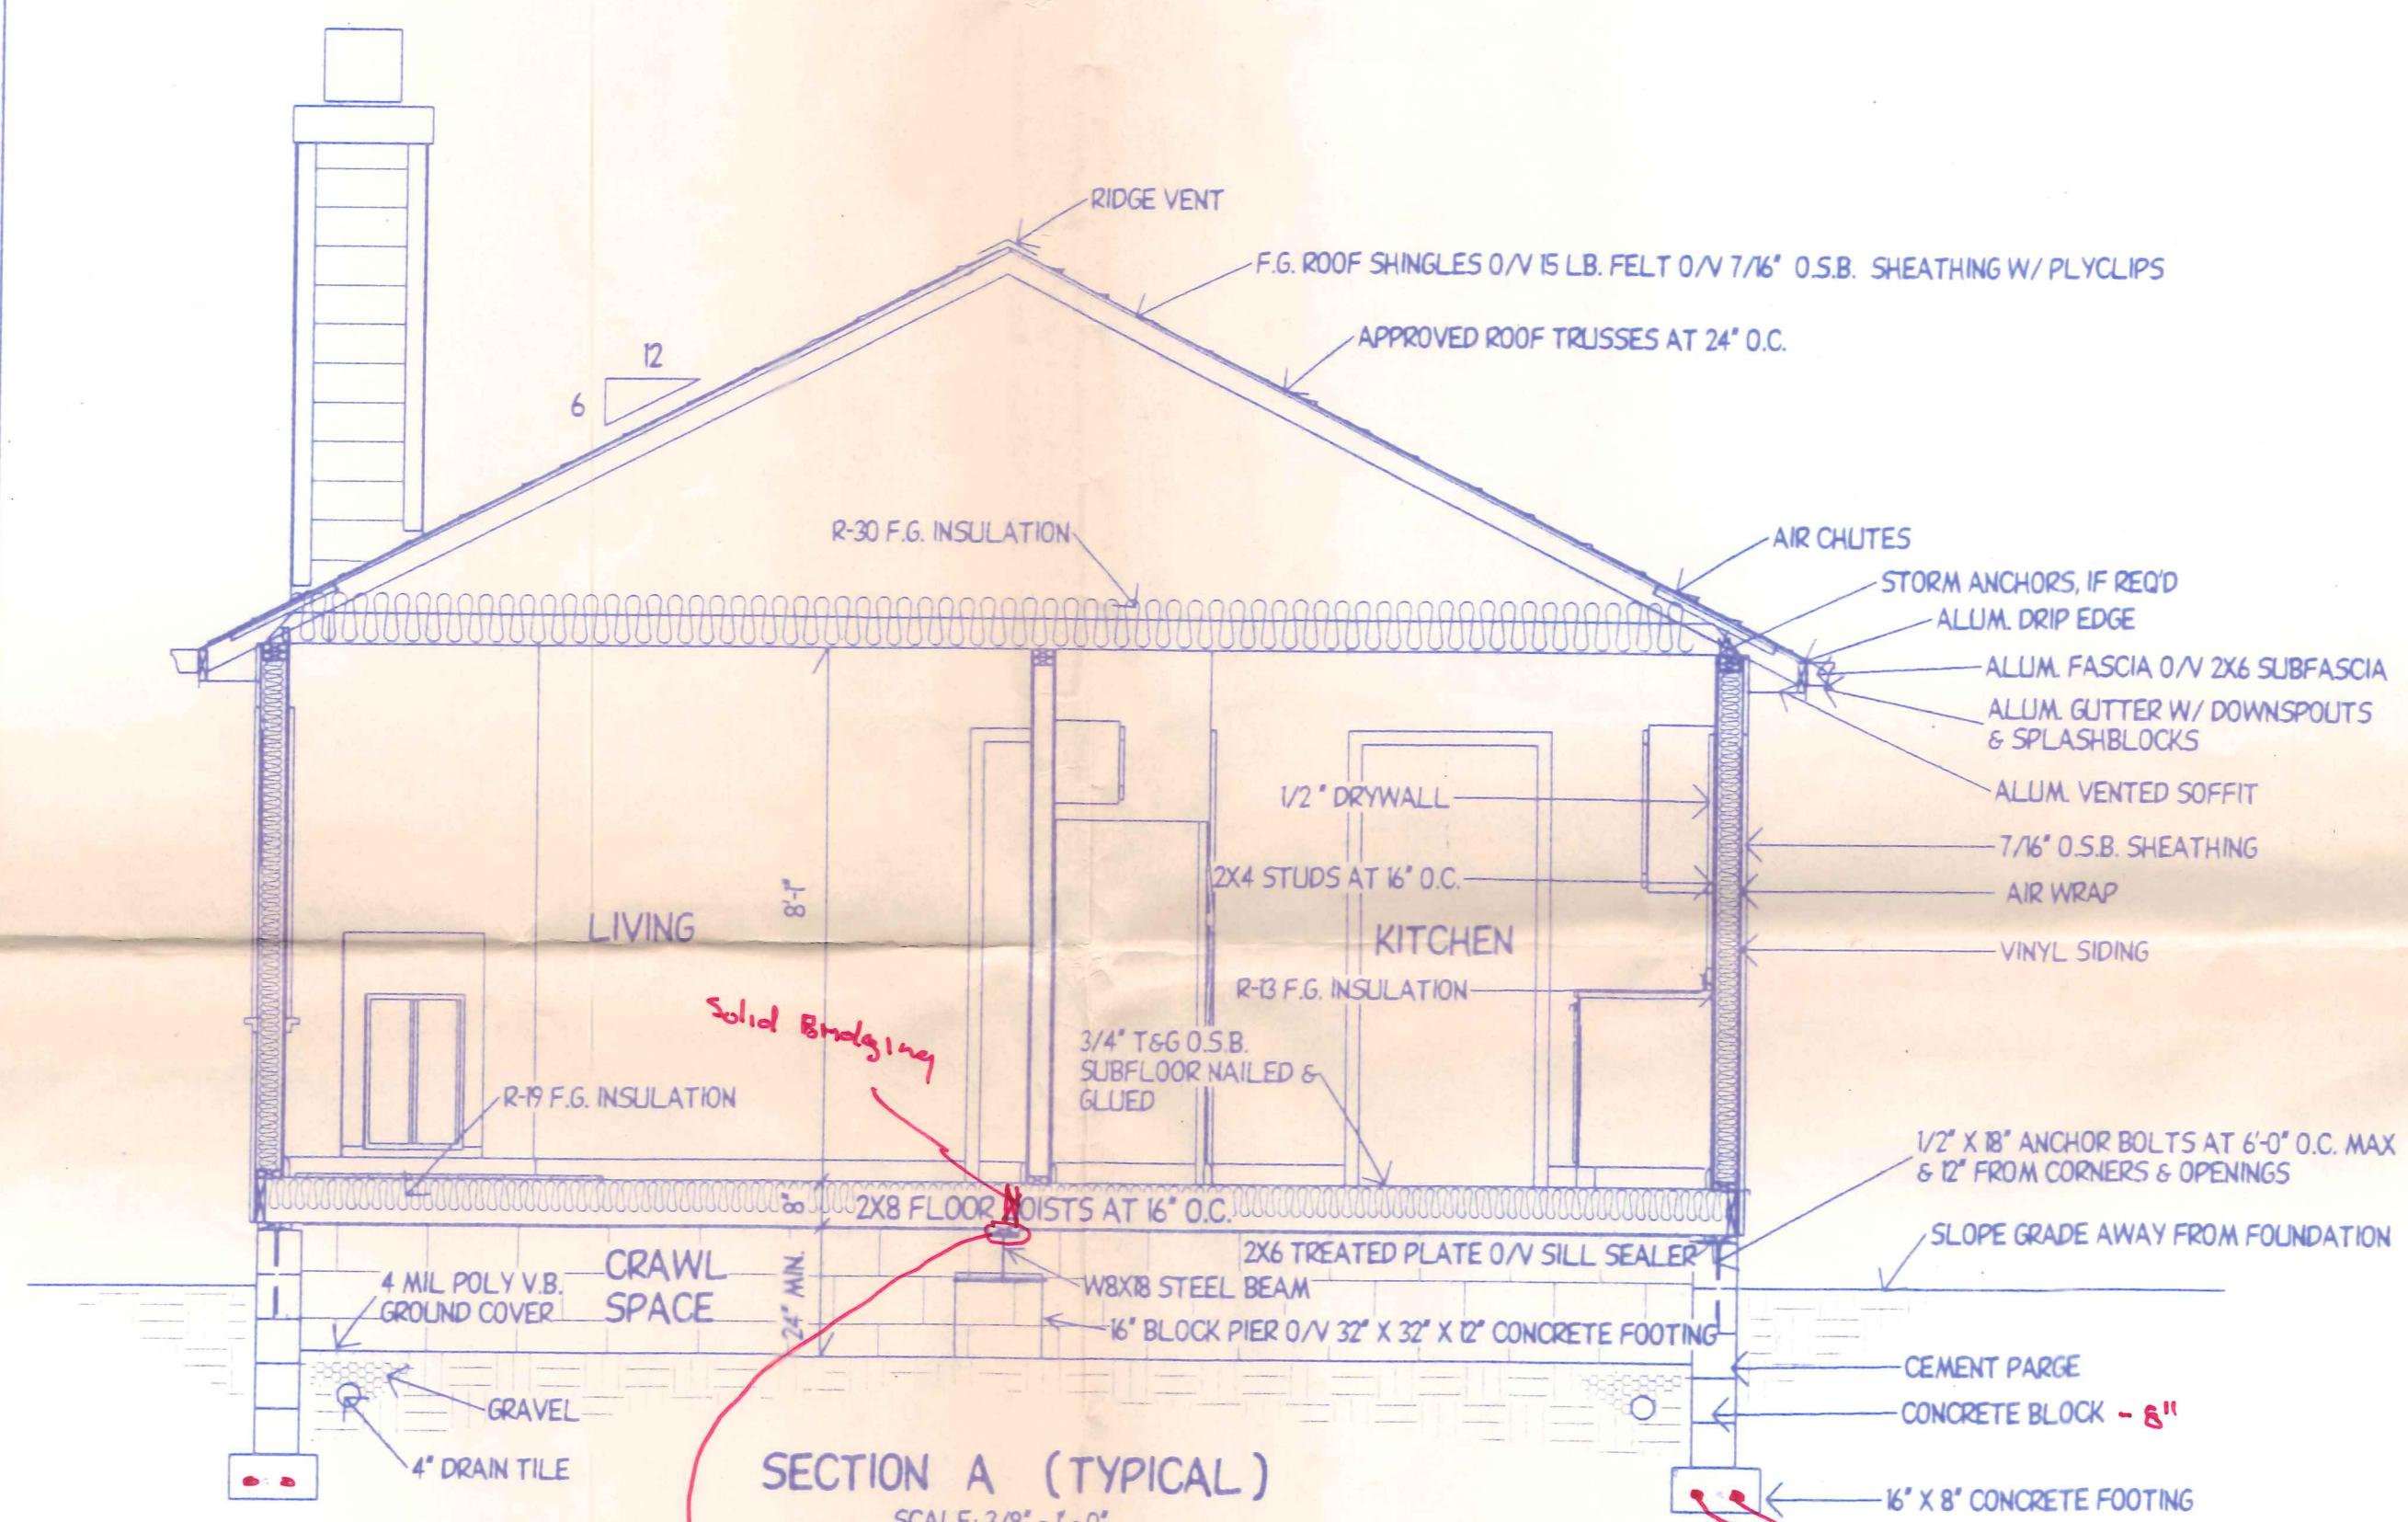 RIDGE VENT
F.G. ROOF SHINGLES O/V 15 LB. FELT O/V 7/16" O.S.B. SHEATHING W/ PLYCLIPS
APPROVED ROOF TRUSSES AT 24" O.C.
12
6
R-30 F.G. INSULATION
AIR CHUTES
STORM ANCHORS, IF REQ'D
ALUM. DRIP EDGE
ALUM. FASCIA O/V 2X6 SUBFASCIA
ALUM. GUTTER W/ DOWNSPOUTS
& SPLASHBLOCKS
ALUM. VENTED SOFFIT
1/2" DRYWALL
7/16" O.S.B. SHEATHING
2X4 STUDS AT 16" O.C.
AIR WRAP
8'-1"
LIVING
KITCHEN
VINYL SIDING
R-13 F.G. INSULATION
Solid Bridging
3/4" T&G O.S.B.
SUBFLOOR NAILED &
GLUED
R-19 F.G. INSULATION
1/2" X 18" ANCHOR BOLTS AT 6'-0" O.C. MAX
& 12" FROM CORNERS & OPENINGS
8"
2X8 FLOOR JOISTS AT 16" O.C.
SLOPE GRADE AWAY FROM FOUNDATION
2X6 TREATED PLATE O/V SILL SEALER
CRAWL
SPACE
24" MIN.
4 MIL POLY V.B.
GROUND COVER
W8X18 STEEL BEAM
16" BLOCK PIER O/V 32" X 32" X 12" CONCRETE FOOTING
CEMENT PARGE
GRAVEL
CONCRETE BLOCK - 8"
4" DRAIN TILE
SECTION A (TYPICAL)
16" X 8" CONCRETE FOOTING